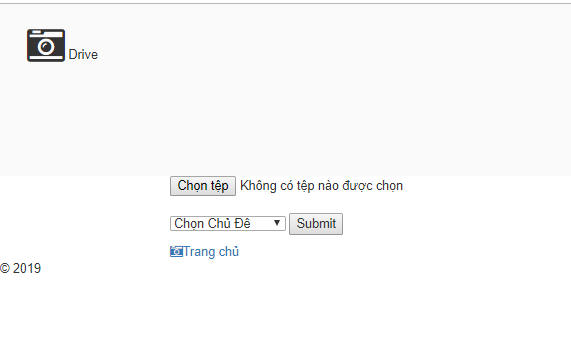 Drive
Chọn tệp Không có tệp nào được chọn
Chọn Chủ Đề Submit
Trang chủ
© 2019